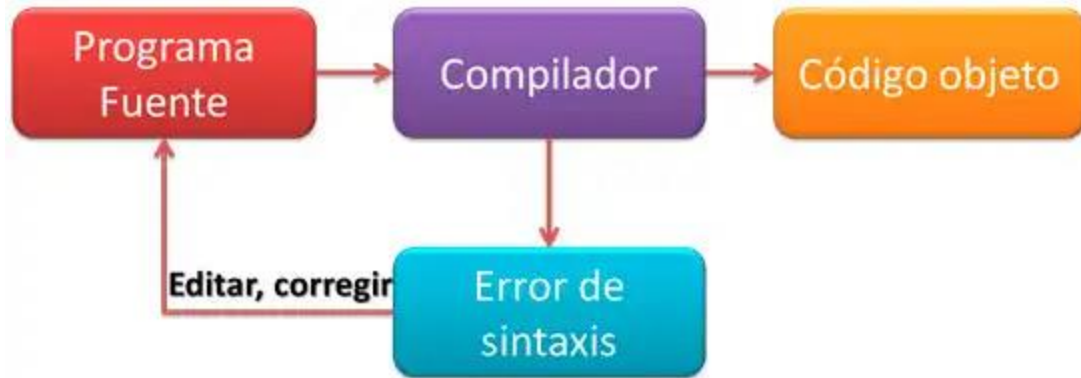 Programa
Fuente
Compilador
Código objeto
Editar, corregir
Error de
sintaxis